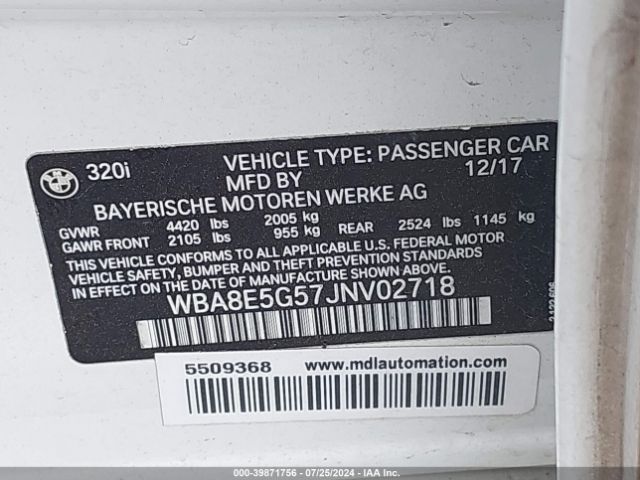 320i VEHICLE TYPE: PASSENGER CAR
MFD BY 12/17
BAYERISCHE MOTOREN WERKE AG
GVWR 4420 lbs 2005 kg
GAWR FRONT 2105 lbs 955 kg REAR 2524 lbs 1145 kg
THIS VEHICLE CONFORMS TO ALL APPLICABLE U.S. FEDERAL MOTOR
VEHICLE SAFETY, BUMPER AND THEFT PREVENTION STANDARDS IN
EFFECT ON THE DATE OF MANUFACTURE SHOWN ABOVE.
WBA8E5G57JNV02718
5509368 www.mdlautomation.com
000-39871756 - 07/25/2024 - IAA Inc.